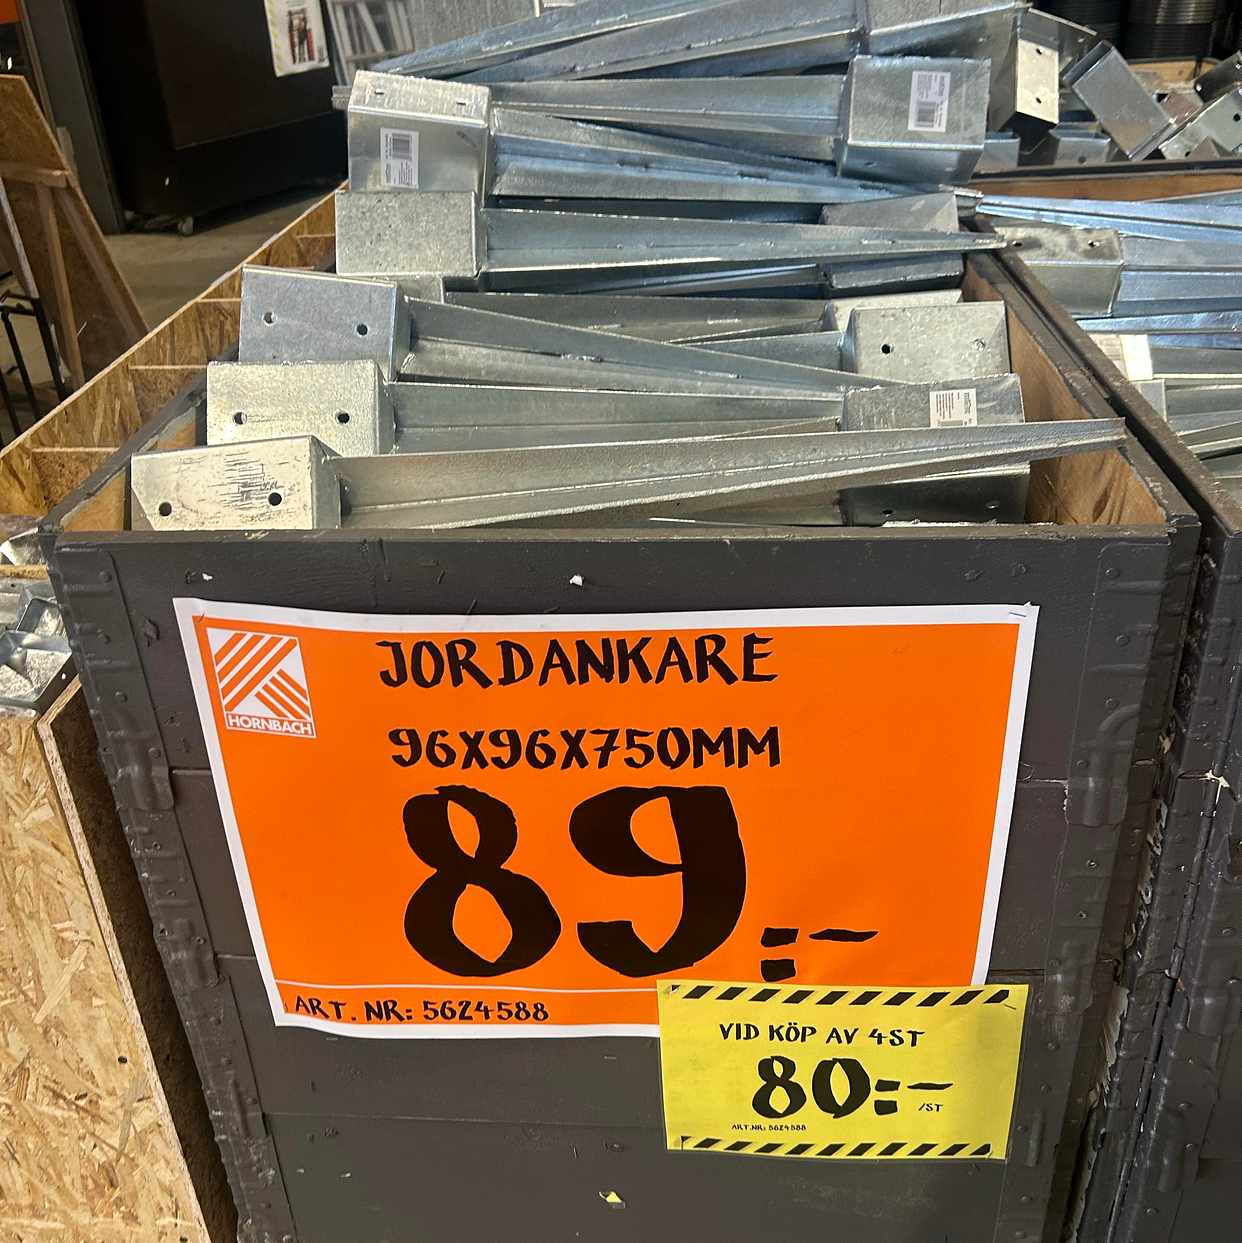 HORNBACH
JORDANKARE
96X96X750MM
89:-
ART. NR: 5624588
VID KÖP AV 4ST
80:-
/ST
ART.NR: 5624588